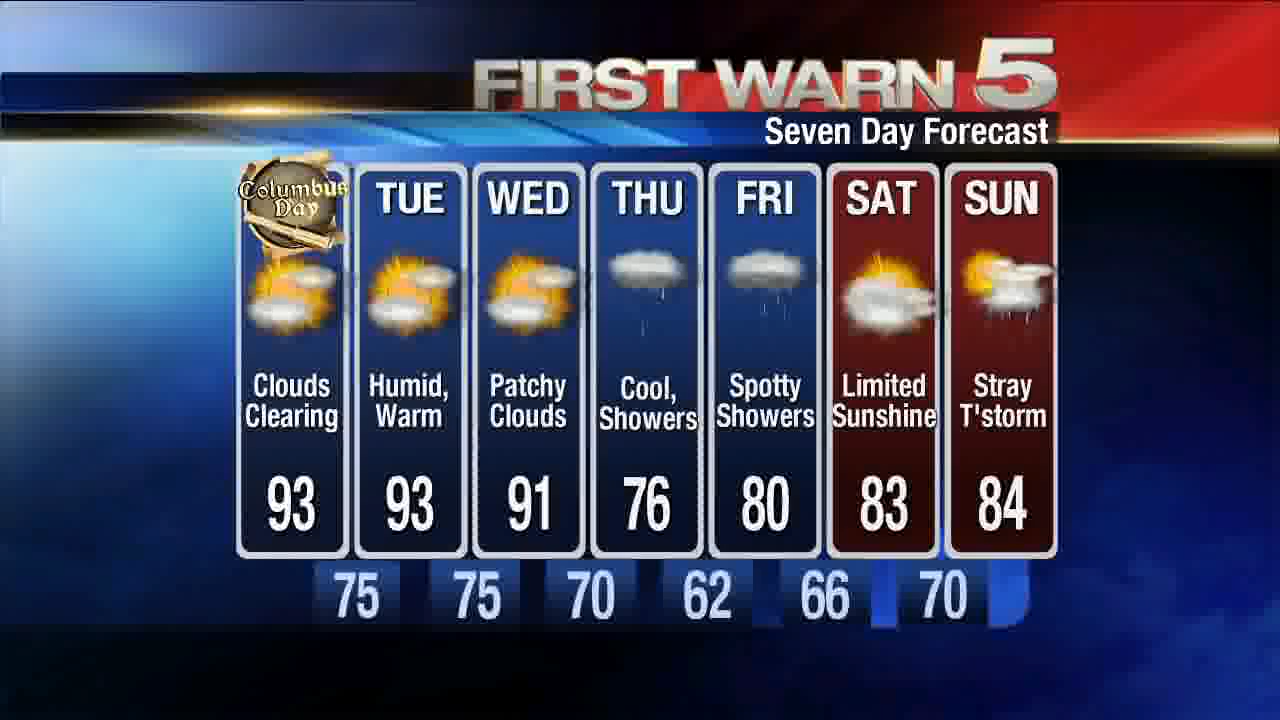 FIRST WARN 5
Seven Day Forecast
Columbus
Day
TUE
WED
THU
FRI
SAT
SUN
Clouds
Clearing
Humid,
Warm
Patchy
Clouds
Cool,
Showers
Spotty
Showers
Limited
Sunshine
Stray
T'storm
93
93
91
76
80
83
84
75
75
70
62
66
70